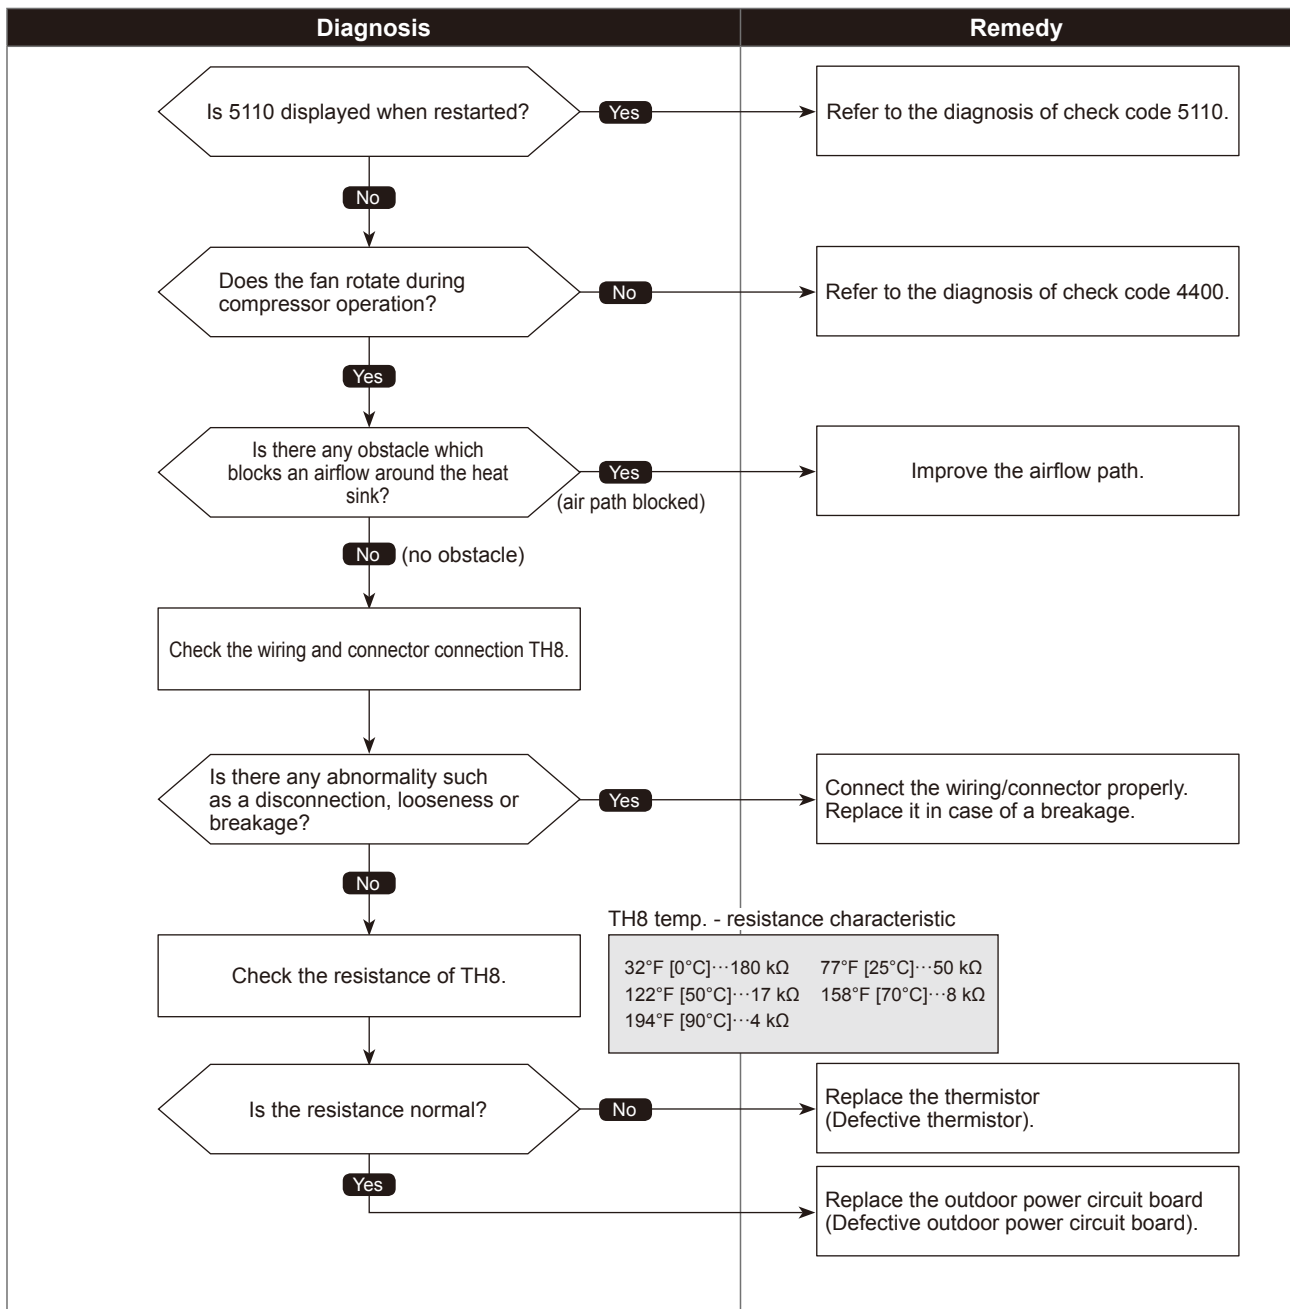 Diagnosis
Remedy
Is 5110 displayed when restarted?
Yes
Refer to the diagnosis of check code 5110.
No
Does the fan rotate during
compressor operation?
No
Refer to the diagnosis of check code 4400.
Yes
Is there any obstacle which
blocks an airflow around the heat
sink?
Yes
(air path blocked)
Improve the airflow path.
No (no obstacle)
Check the wiring and connector connection TH8.
Is there any abnormality such
as a disconnection, looseness or
breakage?
Yes
Connect the wiring/connector properly.
Replace it in case of a breakage.
No
Check the resistance of TH8.
TH8 temp. - resistance characteristic
32°F [0°C]···180 kΩ 77°F [25°C]···50 kΩ
122°F [50°C]···17 kΩ 158°F [70°C]···8 kΩ
194°F [90°C]···4 kΩ
Is the resistance normal?
No
Replace the thermistor
(Defective thermistor).
Yes
Replace the outdoor power circuit board
(Defective outdoor power circuit board).